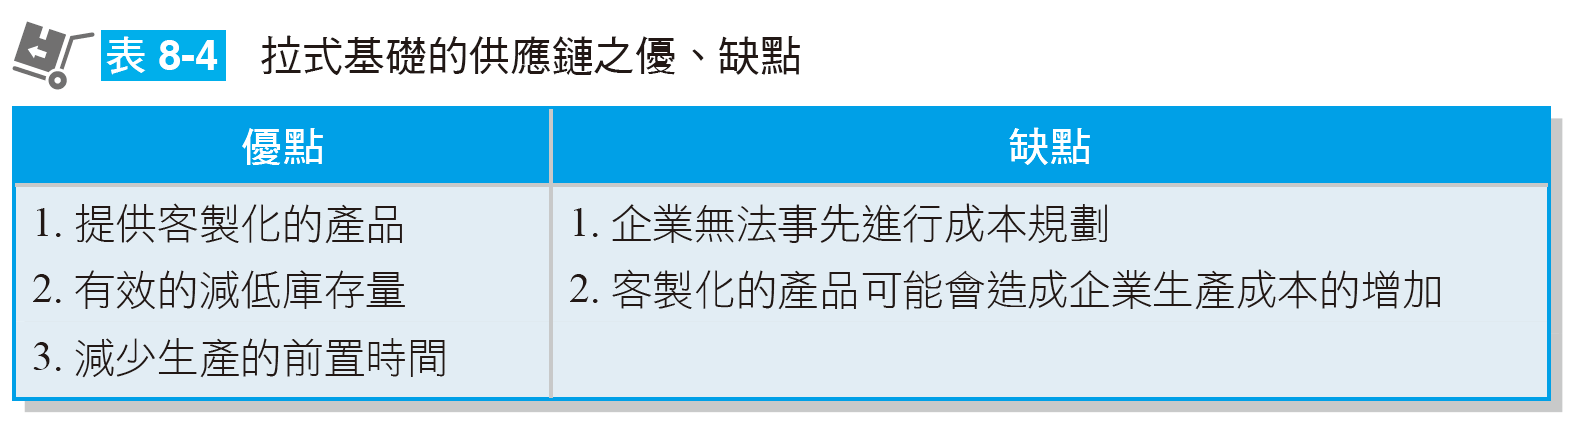 表 8-4 拉式基礎的供應鏈之優、缺點
優點 缺點
1. 提供客製化的產品 1. 企業無法事先進行成本規劃
2. 有效的減低庫存量 2. 客製化的產品可能會造成企業生產成本的增加
3. 減少生產的前置時間